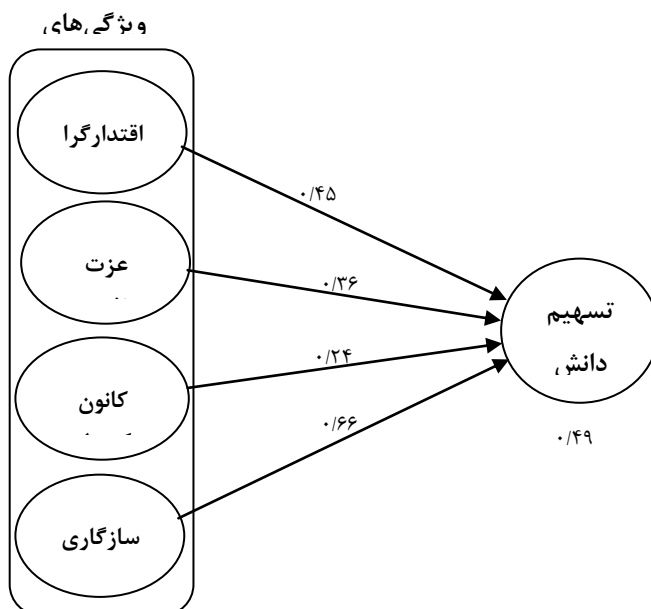 ویژگی‌های
اقتدارگرا
۰/۴۵
عزت
۰/۳۶
تسهیم
دانش
۰/۲۴
کانون
۰/۴۹
۰/۶۶
سازگاری